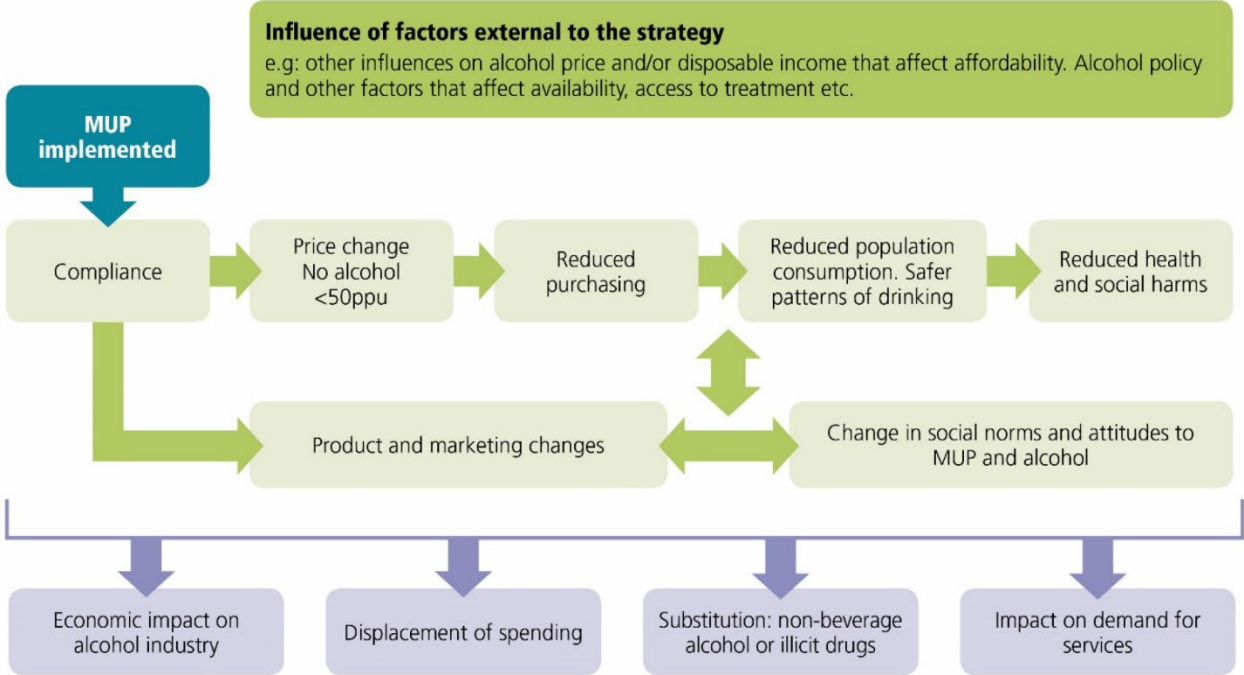 Influence of factors external to the strategy
e.g: other influences on alcohol price and/or disposable income that affect affordability. Alcohol policy
and other factors that affect availability, access to treatment etc.
MUP
implemented
Compliance
Price change
No alcohol
<50ppu
Reduced
purchasing
Reduced population
consumption. Safer
patterns of drinking
Reduced health
and social harms
Product and marketing changes
Change in social norms and attitudes to
MUP and alcohol
Economic impact on
alcohol industry
Displacement of spending
Substitution: non-beverage
alcohol or illicit drugs
Impact on demand for
services